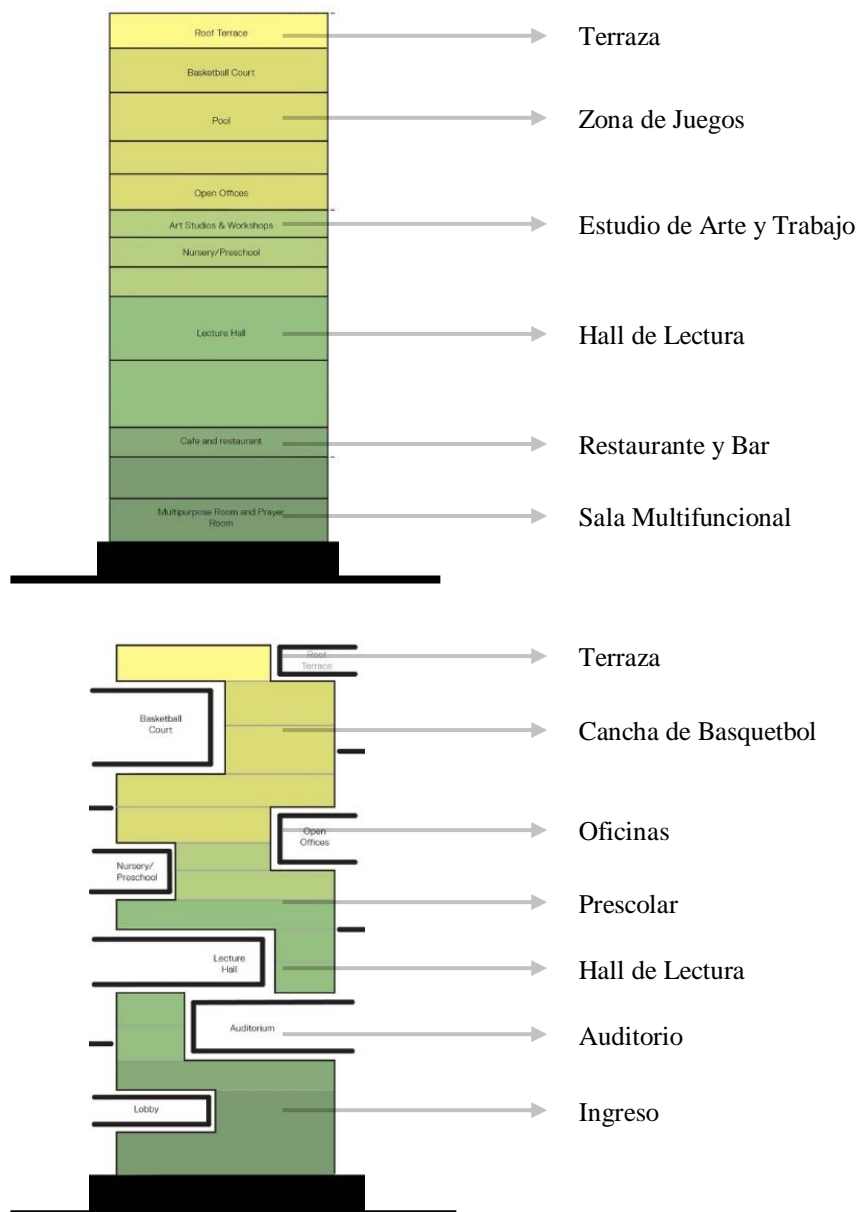 Roof Terrace
Terraza
Basketball Court
Pool
Zona de Juegos
Open Offices
Art Studios & Workshops
Estudio de Arte y Trabajo
Nursery/Preschool
Lecture Hall
Hall de Lectura
Cafe and restaurant
Restaurante y Bar
Multipurpose Room and Prayer
Room
Sala Multifuncional
Roof
Terrace
Terraza
Basketball
Court
Cancha de Basquetbol
Open
Offices
Oficinas
Nursery/
Preschool
Prescolar
Lecture
Hall
Hall de Lectura
Auditorium
Auditorio
Lobby
Ingreso